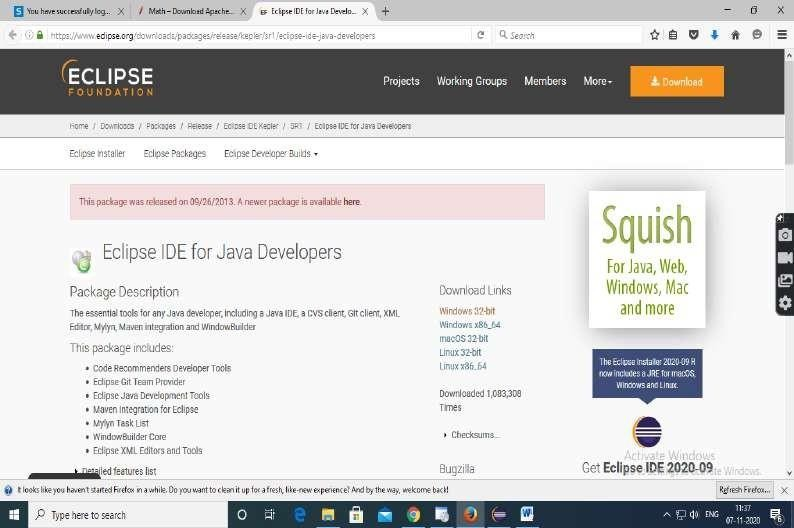 You have successfully log...
Math – Download Apache...
Eclipse IDE for Java Develo...
https://www.eclipse.org/downloads/packages/release/kepler/sr1/eclipse-ide-java-developers
Search
ECLIPSE
FOUNDATION
Projects Working Groups Members More Download
Home / Downloads / Packages / Release / Eclipse IDE Kepler / SR1 / Eclipse IDE for Java Developers
Eclipse Installer Eclipse Packages Eclipse Developer Builds
This package was released on 09/26/2013. A newer package is available here.
Eclipse IDE for Java Developers
Package Description
The essential tools for any Java developer, including a Java IDE, a CVS client, Git client, XML
Editor, Mylyn, Maven integration and WindowBuilder
This package includes:
• Code Recommenders Developer Tools
• Eclipse Git Team Provider
• Eclipse Java Development Tools
• Maven Integration for Eclipse
• Mylyn Task List
• WindowBuilder Core
• Eclipse XML Editors and Tools
Detailed features list
Download Links
Windows 32-bit
Windows x86_64
macOS 32-bit
Linux 32-bit
Linux x86_64
Downloaded 1,083,308
Times
Checksums...
Bugzilla
Squish
For Java, Web,
Windows, Mac
and more
The Eclipse Installer 2020-09 R
now includes a JRE for macOS,
Windows and Linux.
Activate Windows
Get Eclipse IDE 2020-09
Windows.
It looks like you haven't started Firefox in a while. Do you want to clean it up for a fresh, like-new experience? And by the way, welcome back!
Refresh Firefox...
Type here to search
ENG
11:37
07-11-2020